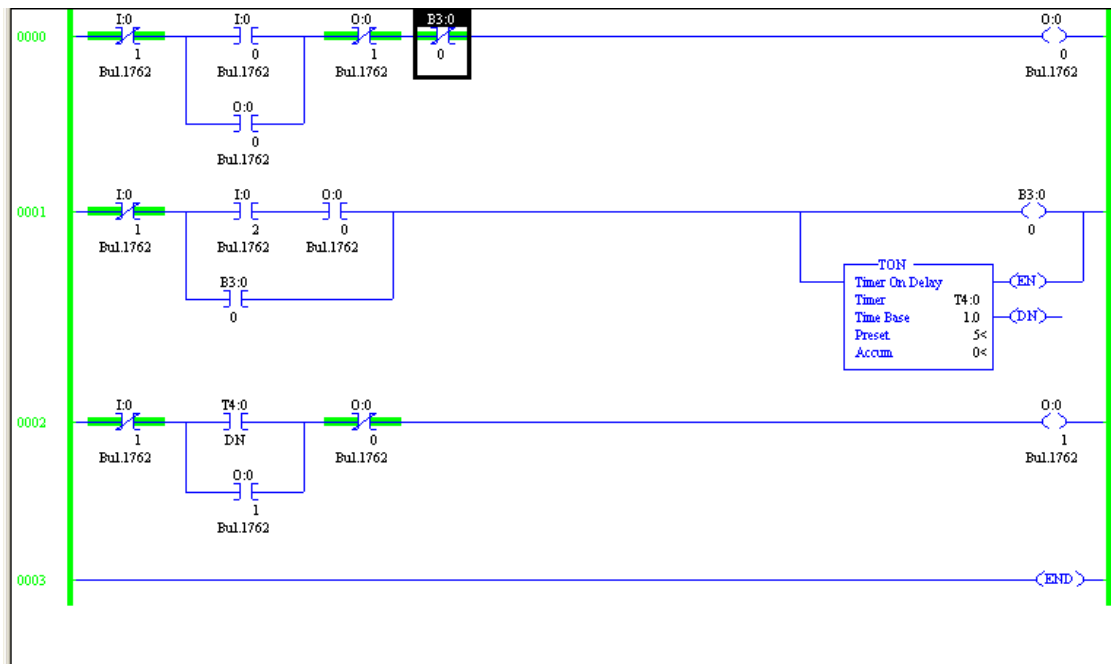 I:0 I:0 O:0 B3:0 O:0
0000
1 0 1 0 0
Bul.1762 Bul.1762 Bul.1762 Bul.1762
O:0
0
Bul.1762
I:0 I:0 O:0 B3:0
0001
1 2 0 0
Bul.1762 Bul.1762 Bul.1762
B3:0
0
TON
Timer On Delay EN
Timer T4:0
Time Base 1.0 DN
Preset 5<
Accum 0<
I:0 T4:0 O:0 O:0
0002
1 DN 0 1
Bul.1762 Bul.1762 Bul.1762
O:0
1
Bul.1762
0003 END